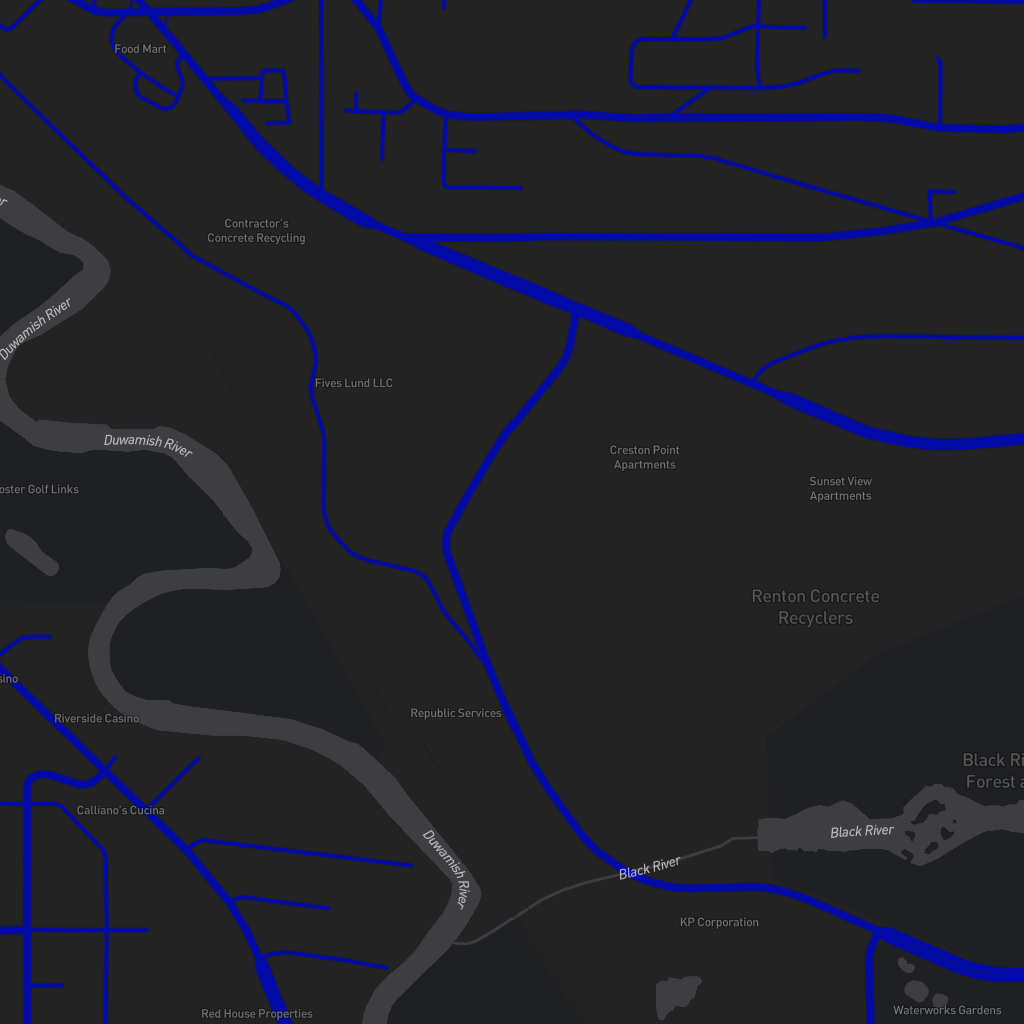 Food Mart
Contractor's
Concrete Recycling
Duwamish River
Fives Lund LLC
Duwamish River
Creston Point
Apartments
Sunset View
Apartments
Renton Concrete
Recyclers
Republic Services
Riverside Casino
Calliano's Cucina
Duwamish River
Black River
Black River
KP Corporation
Waterworks Gardens
Red House Properties